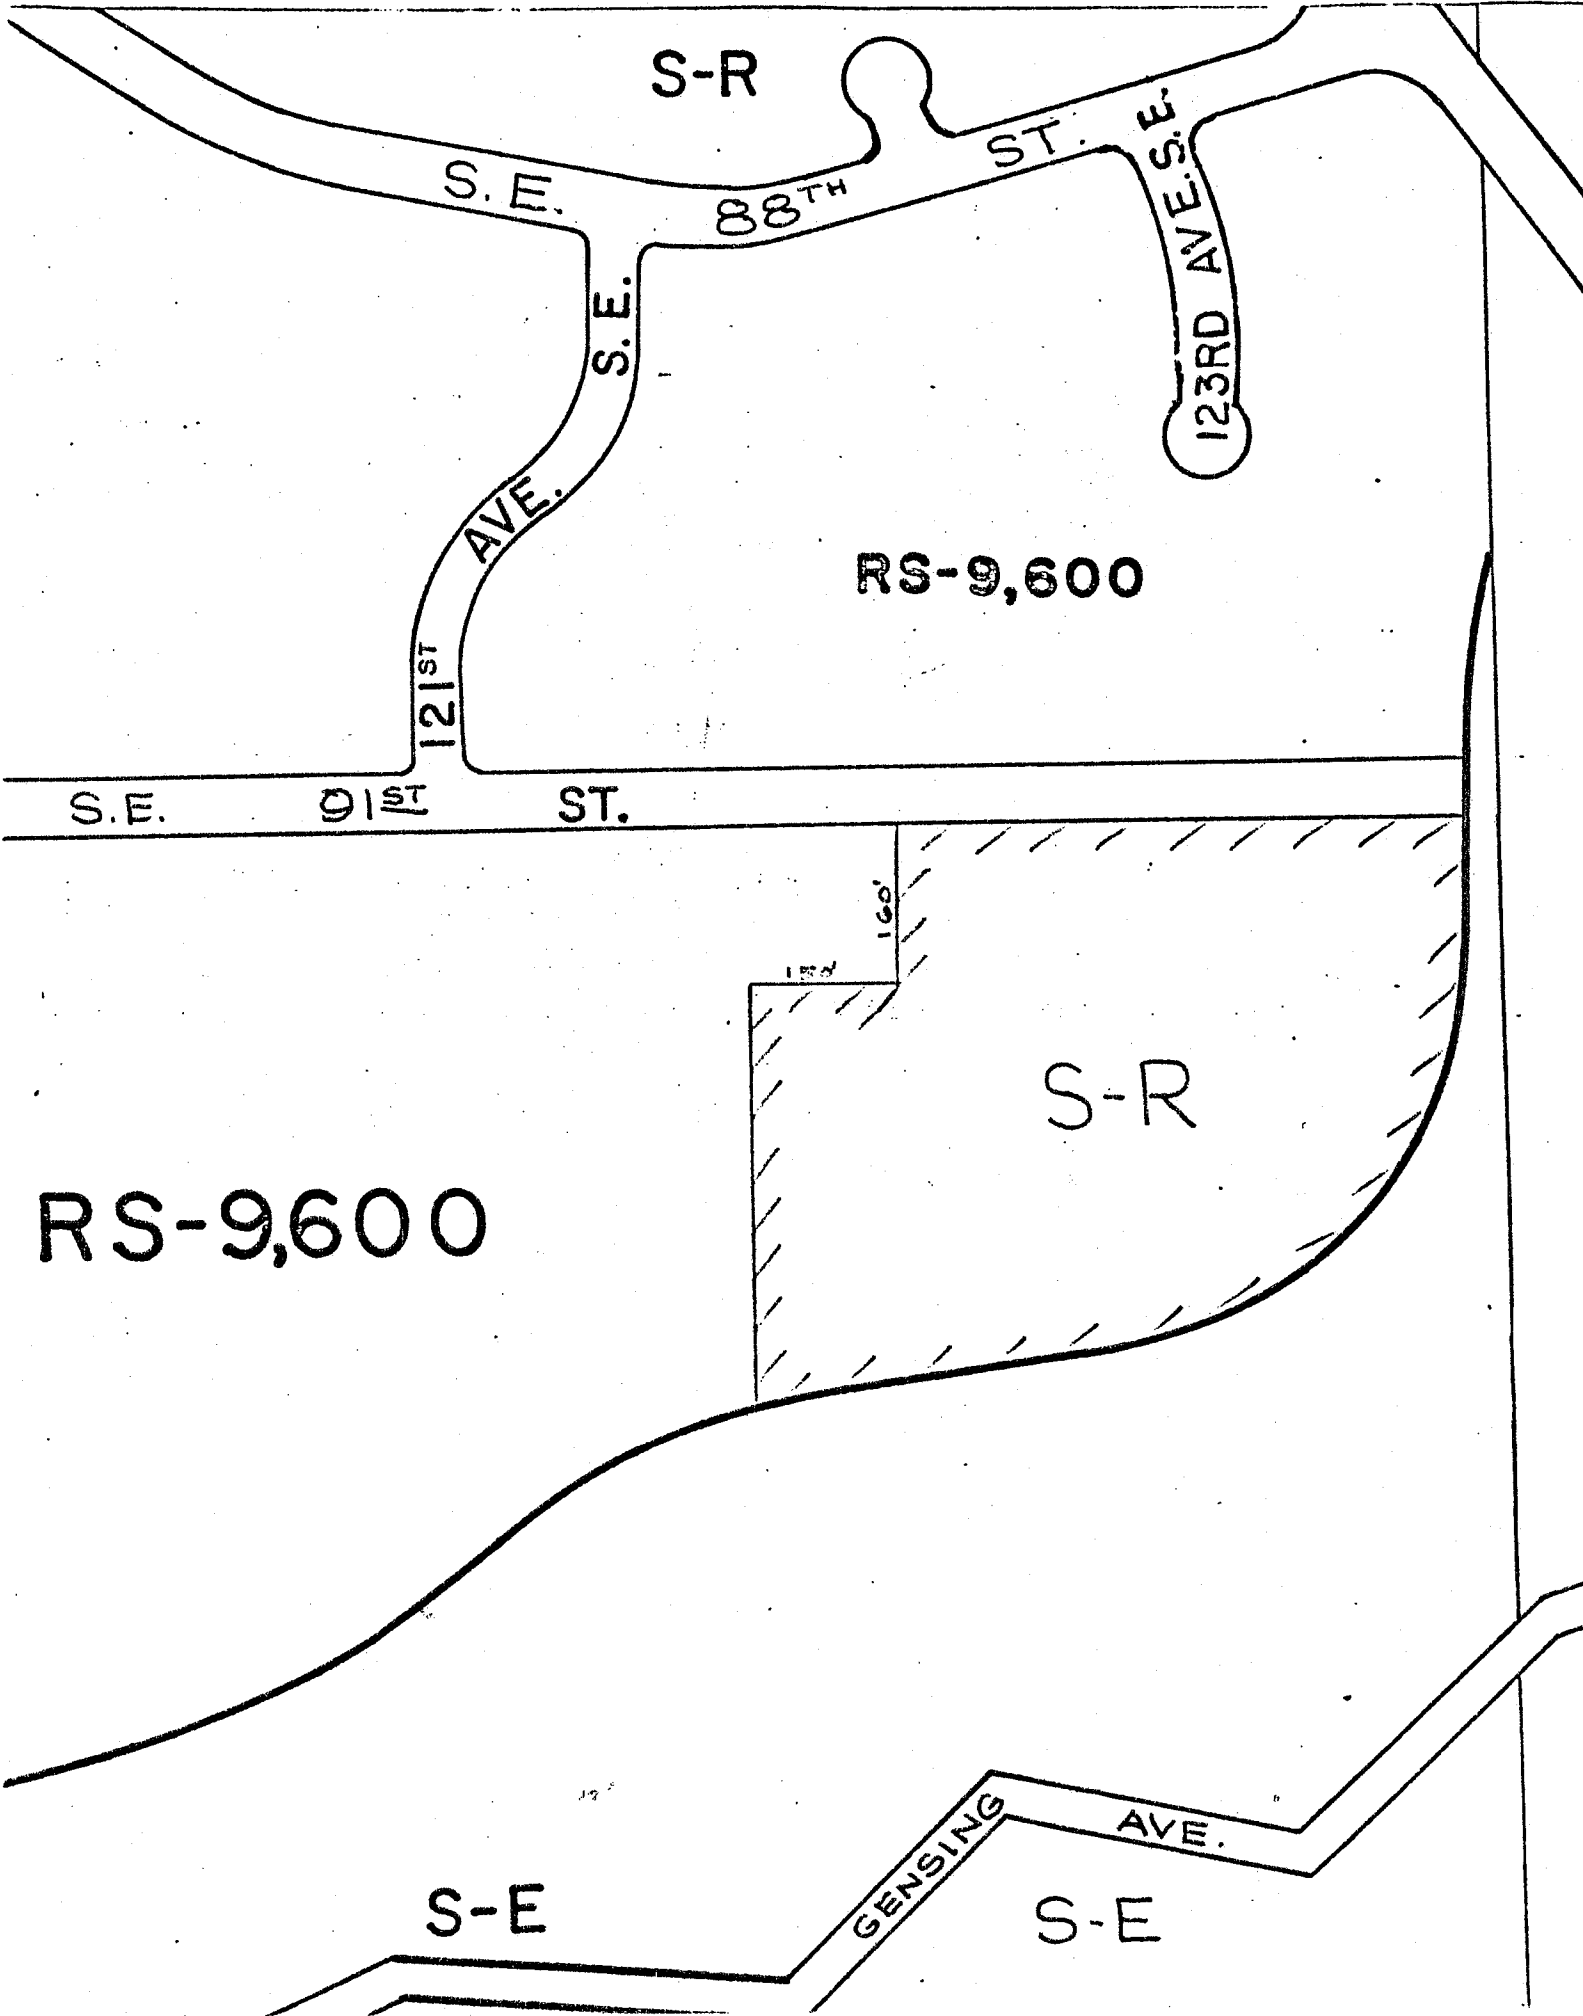 S-R
S.E. 88TH ST.
123RD AVE. S.E.
121ST AVE. S.E.
RS-9,600
S.E. 91ST ST.
160'
S-R
RS-9,600
GENSING AVE.
S-E
S-E